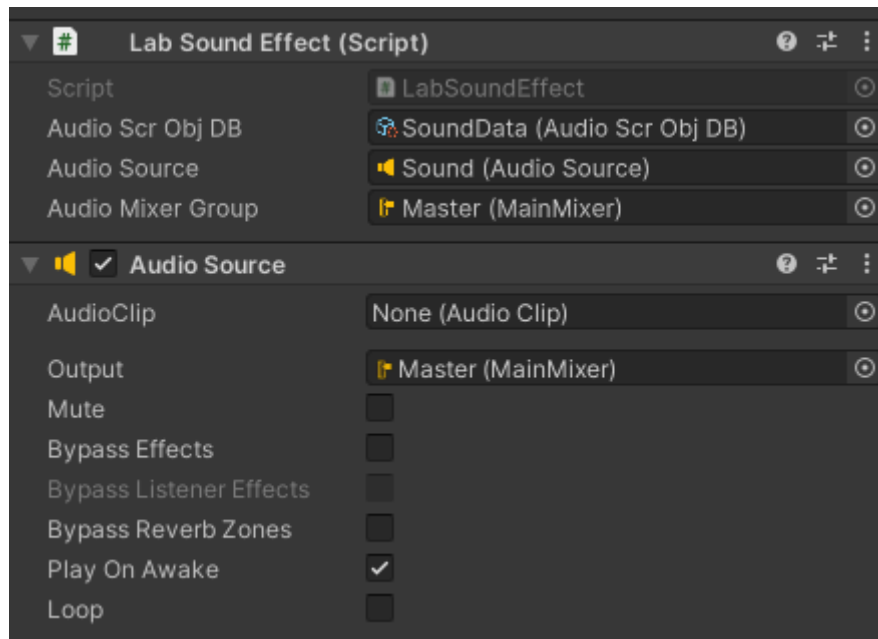 Lab Sound Effect (Script)
Script LabSoundEffect
Audio Scr Obj DB SoundData (Audio Scr Obj DB)
Audio Source Sound (Audio Source)
Audio Mixer Group Master (MainMixer)
Audio Source
AudioClip None (Audio Clip)
Output Master (MainMixer)
Mute
Bypass Effects
Bypass Listener Effects
Bypass Reverb Zones
Play On Awake
Loop